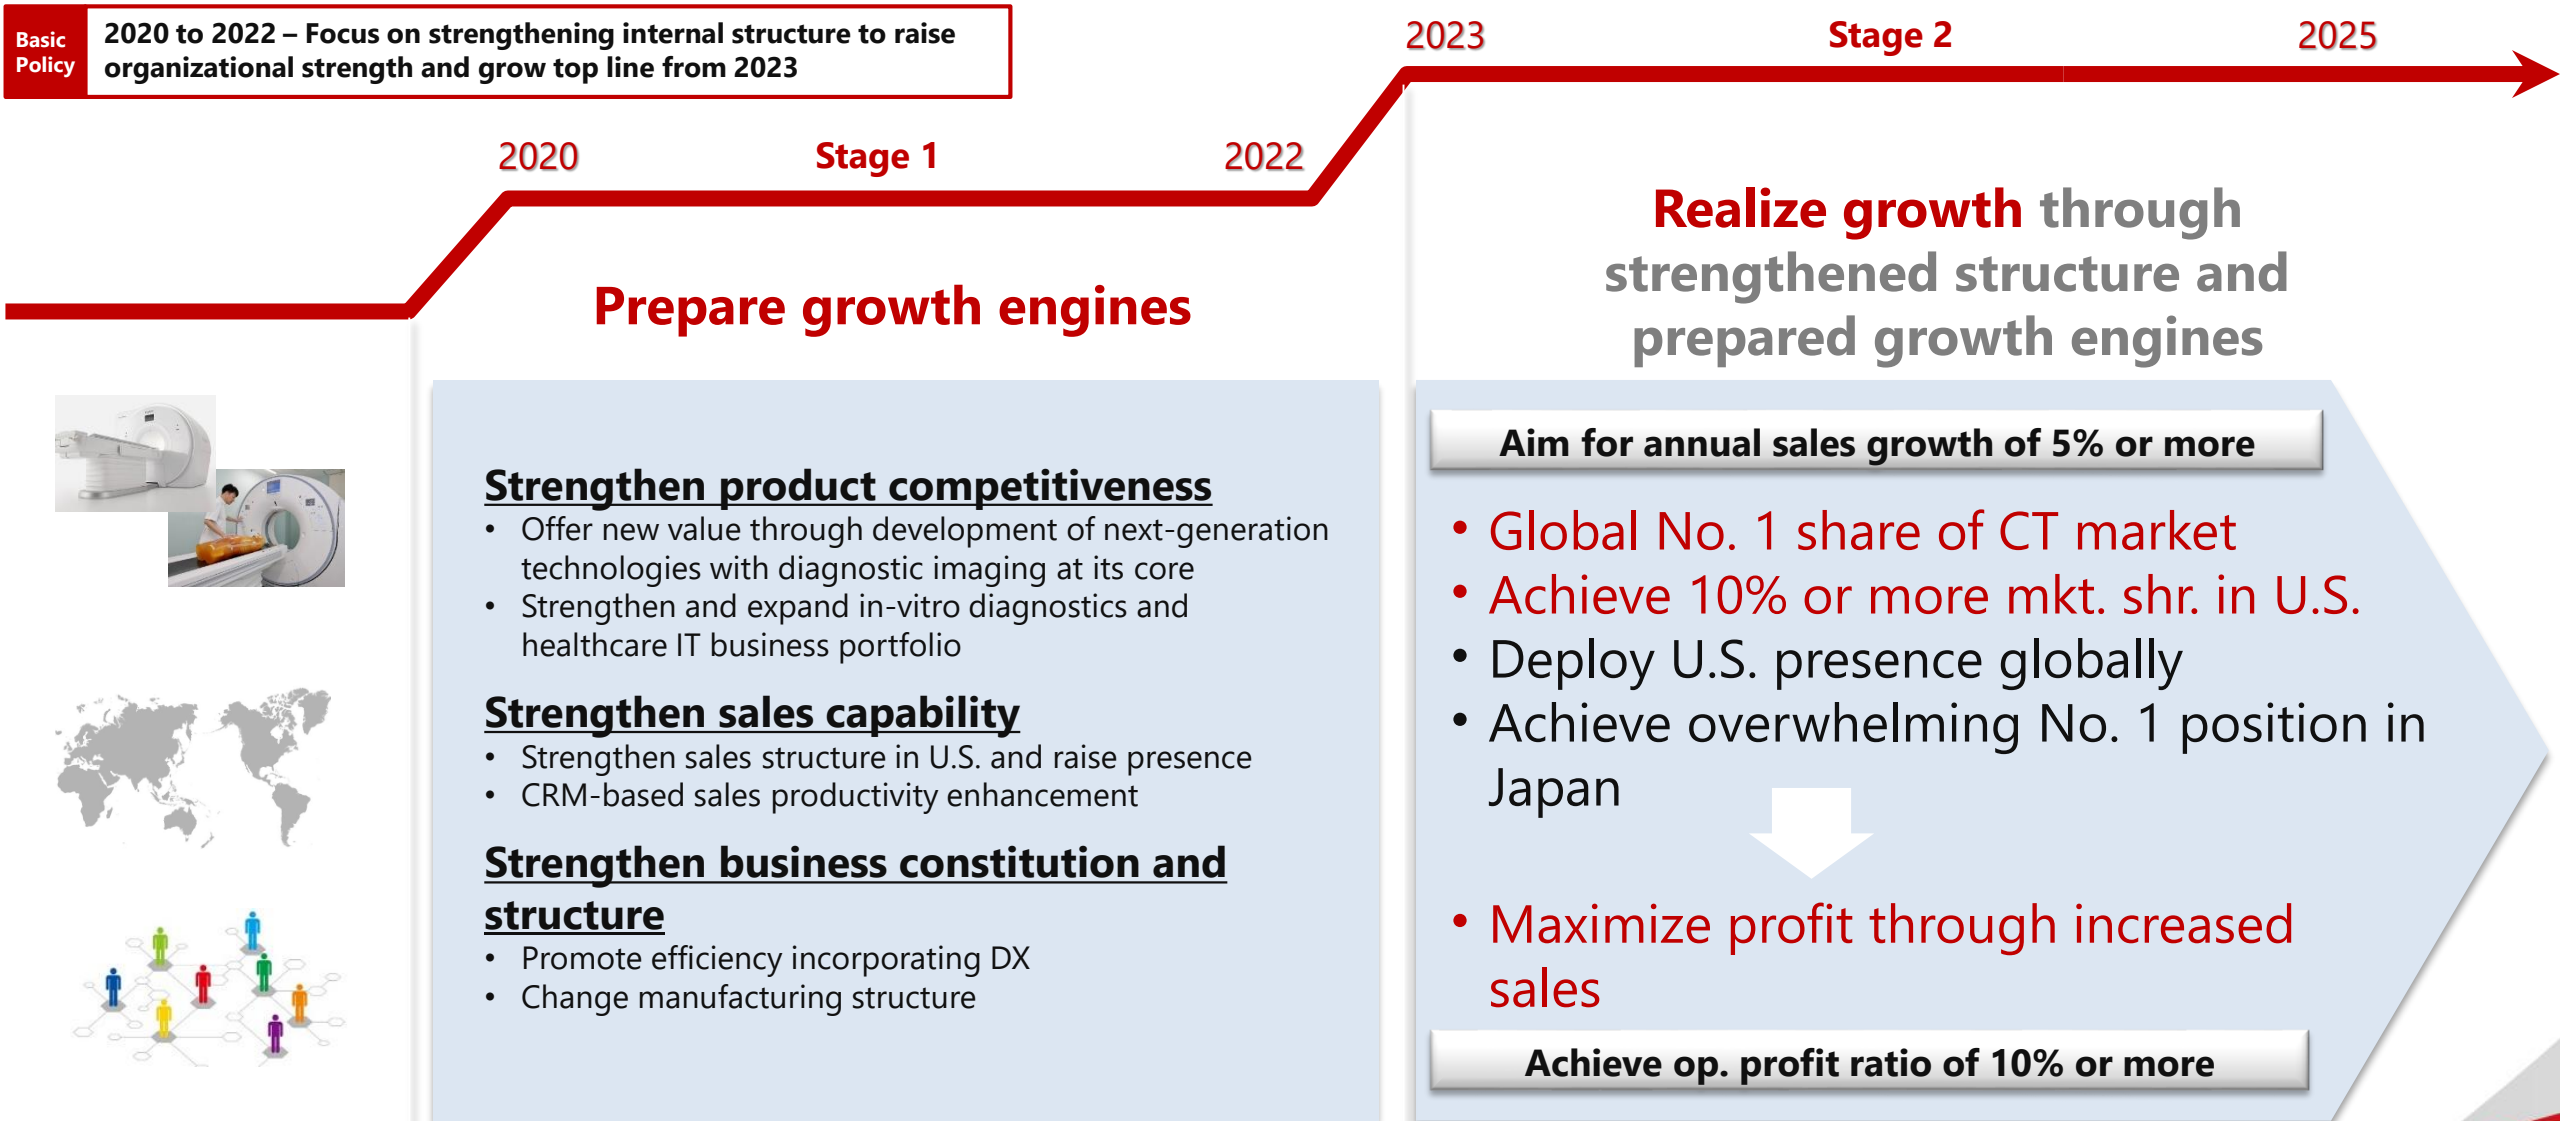 Basic
Policy
2020 to 2022 – Focus on strengthening internal structure to raise
organizational strength and grow top line from 2023
2020
Stage 1
2022
2023
Stage 2
2025
Prepare growth engines
Strengthen product competitiveness
• Offer new value through development of next-generation
technologies with diagnostic imaging at its core
• Strengthen and expand in-vitro diagnostics and
healthcare IT business portfolio
Strengthen sales capability
• Strengthen sales structure in U.S. and raise presence
• CRM-based sales productivity enhancement
Strengthen business constitution and
structure
• Promote efficiency incorporating DX
• Change manufacturing structure
Realize growth through
strengthened structure and
prepared growth engines
Aim for annual sales growth of 5% or more
• Global No. 1 share of CT market
• Achieve 10% or more mkt. shr. in U.S.
• Deploy U.S. presence globally
• Achieve overwhelming No. 1 position in
Japan
• Maximize profit through increased
sales
Achieve op. profit ratio of 10% or more